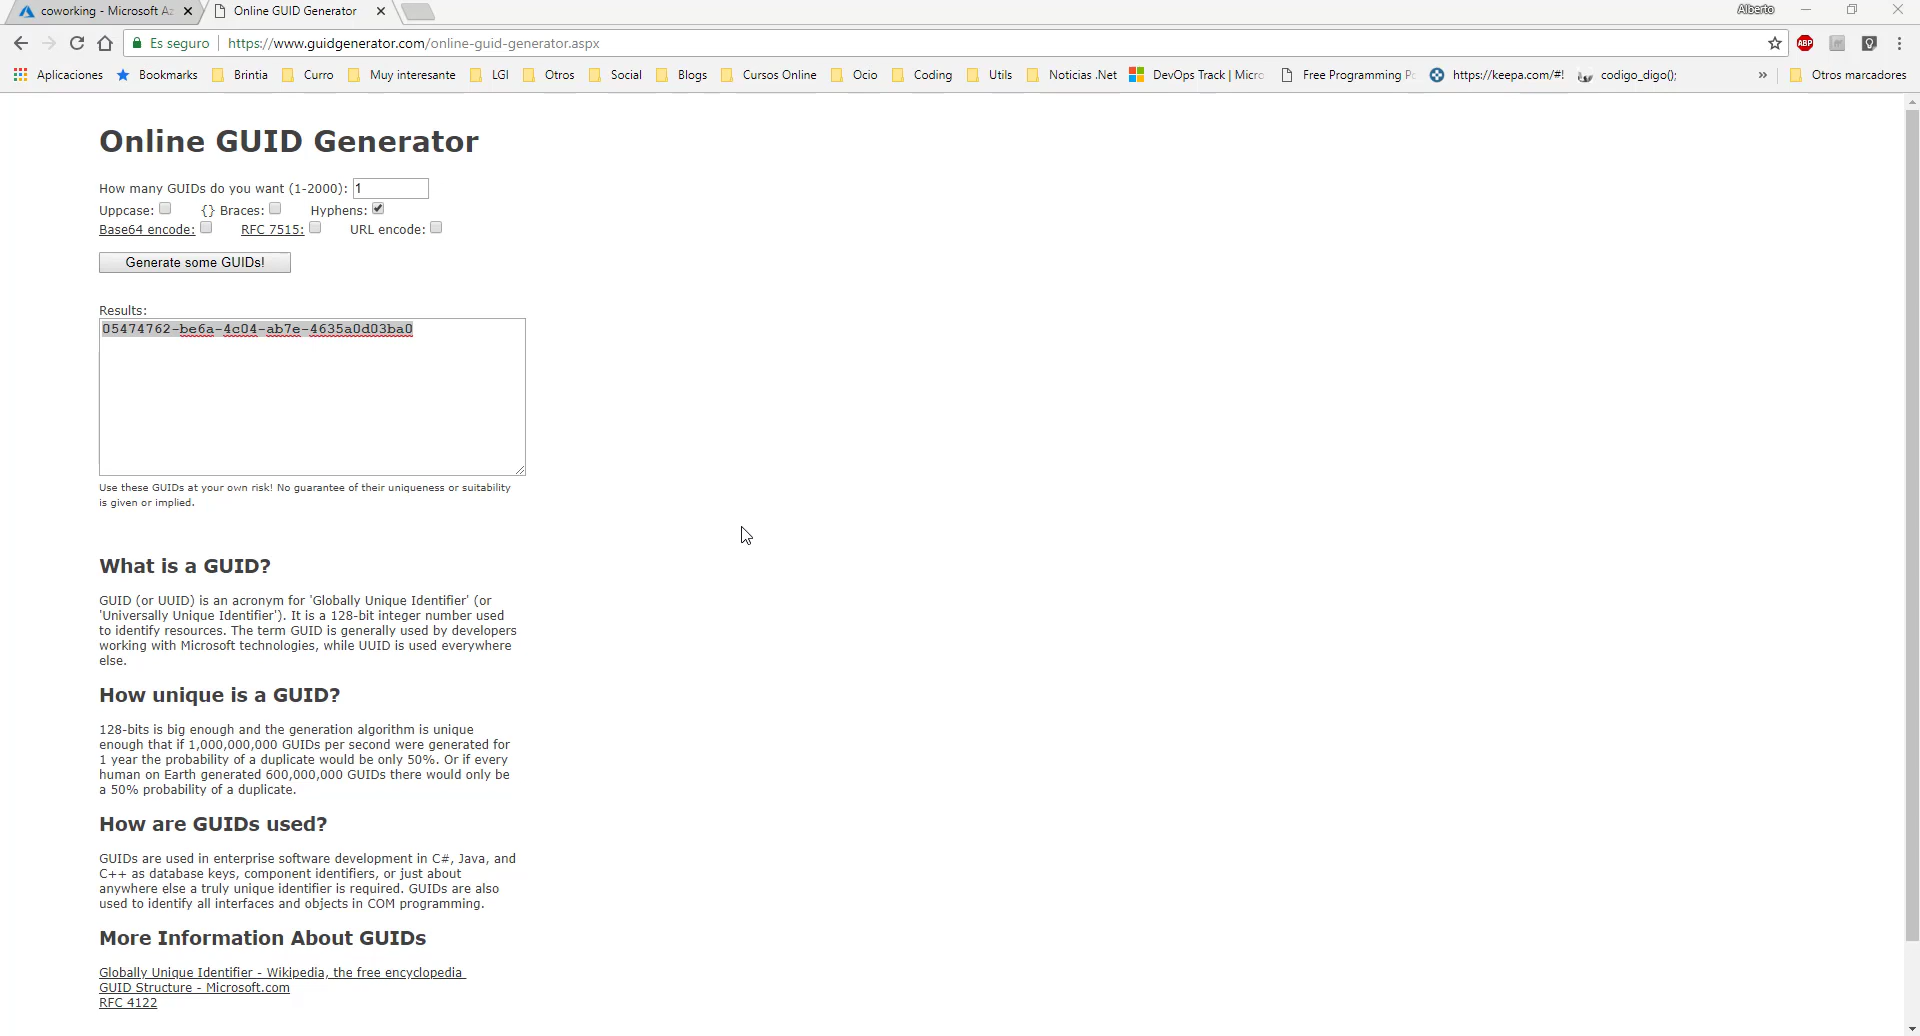 coworking - Microsoft Az
Online GUID Generator
Alberto
Es seguro
https://www.guidgenerator.com/online-guid-generator.aspx
ABP
Aplicaciones
Bookmarks
Brintia
Curro
Muy interesante
LGI
Otros
Social
Blogs
Cursos Online
Ocio
Coding
Utils
Noticias .Net
DevOps Track | Micro
Free Programming
https://keepa.com/#!
codigo_digo();
»
Otros marcadores
Online GUID Generator
How many GUIDs do you want (1-2000): 1
Uppcase: {} Braces: Hyphens:
Base64 encode: RFC 7515: URL encode:
Generate some GUIDs!
Results:
05474762-be6a-4c04-ab7e-4635a0d03ba0
Use these GUIDs at your own risk! No guarantee of their uniqueness or suitability
is given or implied.
What is a GUID?
GUID (or UUID) is an acronym for 'Globally Unique Identifier' (or
'Universally Unique Identifier'). It is a 128-bit integer number used
to identify resources. The term GUID is generally used by developers
working with Microsoft technologies, while UUID is used everywhere
else.
How unique is a GUID?
128-bits is big enough and the generation algorithm is unique
enough that if 1,000,000,000 GUIDs per second were generated for
1 year the probability of a duplicate would be only 50%. Or if every
human on Earth generated 600,000,000 GUIDs there would only be
a 50% probability of a duplicate.
How are GUIDs used?
GUIDs are used in enterprise software development in C#, Java, and
C++ as database keys, component identifiers, or just about
anywhere else a truly unique identifier is required. GUIDs are also
used to identify all interfaces and objects in COM programming.
More Information About GUIDs
Globally Unique Identifier - Wikipedia, the free encyclopedia
GUID Structure - Microsoft.com
RFC 4122